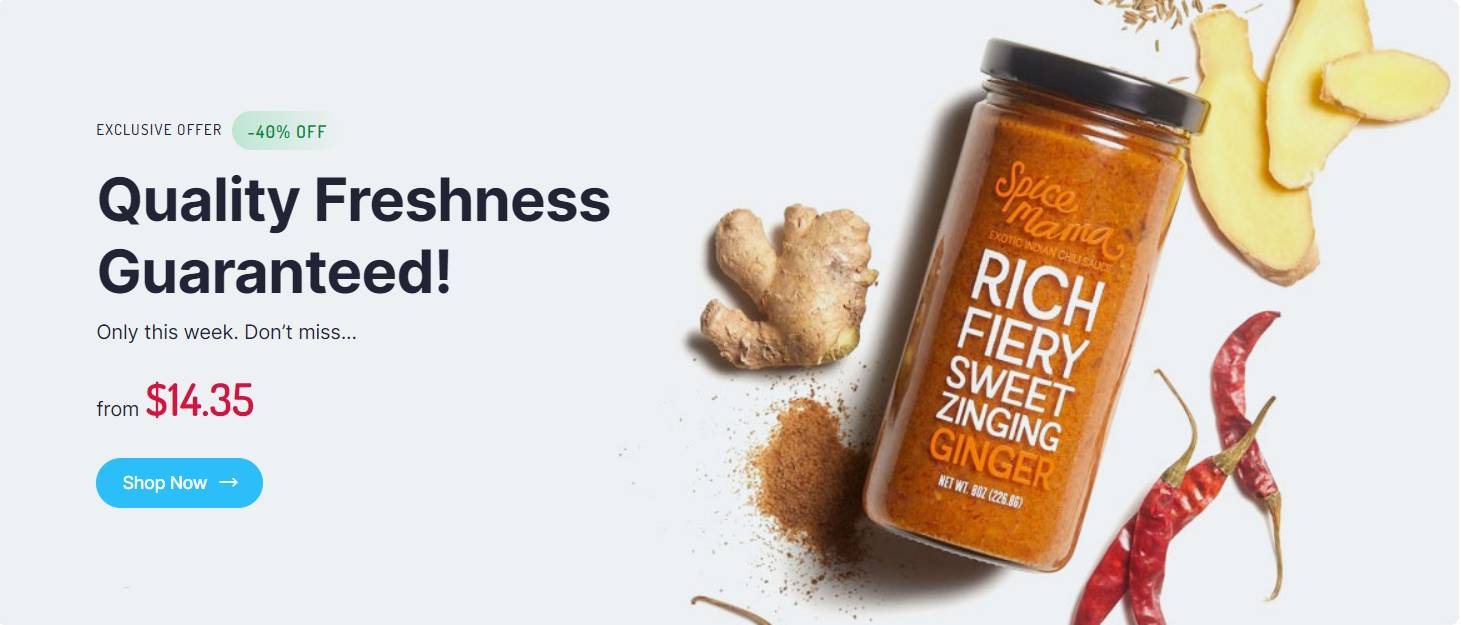 EXCLUSIVE OFFER -40% OFF
Quality Freshness
Guaranteed!
Only this week. Don’t miss...
from $14.35
Shop Now →
Spice
mama
EXOTIC INDIAN CHILI SAUCE
RICH
FIERY
SWEET
ZINGING
GINGER
NET WT. 8OZ (226.8G)